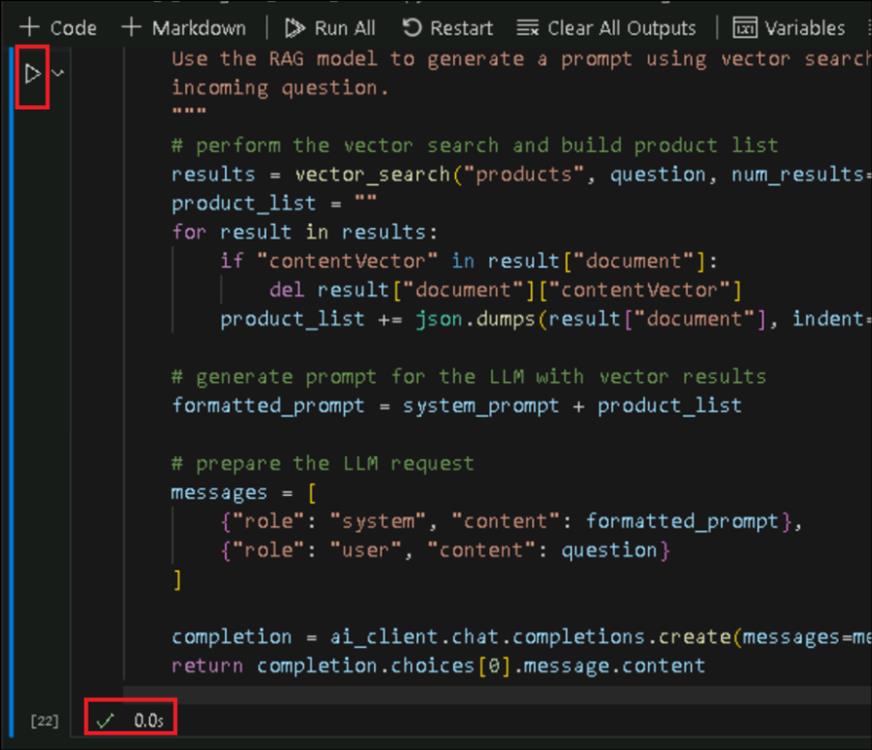 + Code + Markdown | Run All Restart Clear All Outputs | Variables
Use the RAG model to generate a prompt using vector search
incoming question.
"""
# perform the vector search and build product list
results = vector_search("products", question, num_results=
product_list = ""
for result in results:
if "contentVector" in result["document"]:
del result["document"]["contentVector"]
product_list += json.dumps(result["document"], indent=
# generate prompt for the LLM with vector results
formatted_prompt = system_prompt + product_list
# prepare the LLM request
messages = [
{"role": "system", "content": formatted_prompt},
{"role": "user", "content": question}
]
completion = ai_client.chat.completions.create(messages=me
return completion.choices[0].message.content
[22] ✓ 0.0s